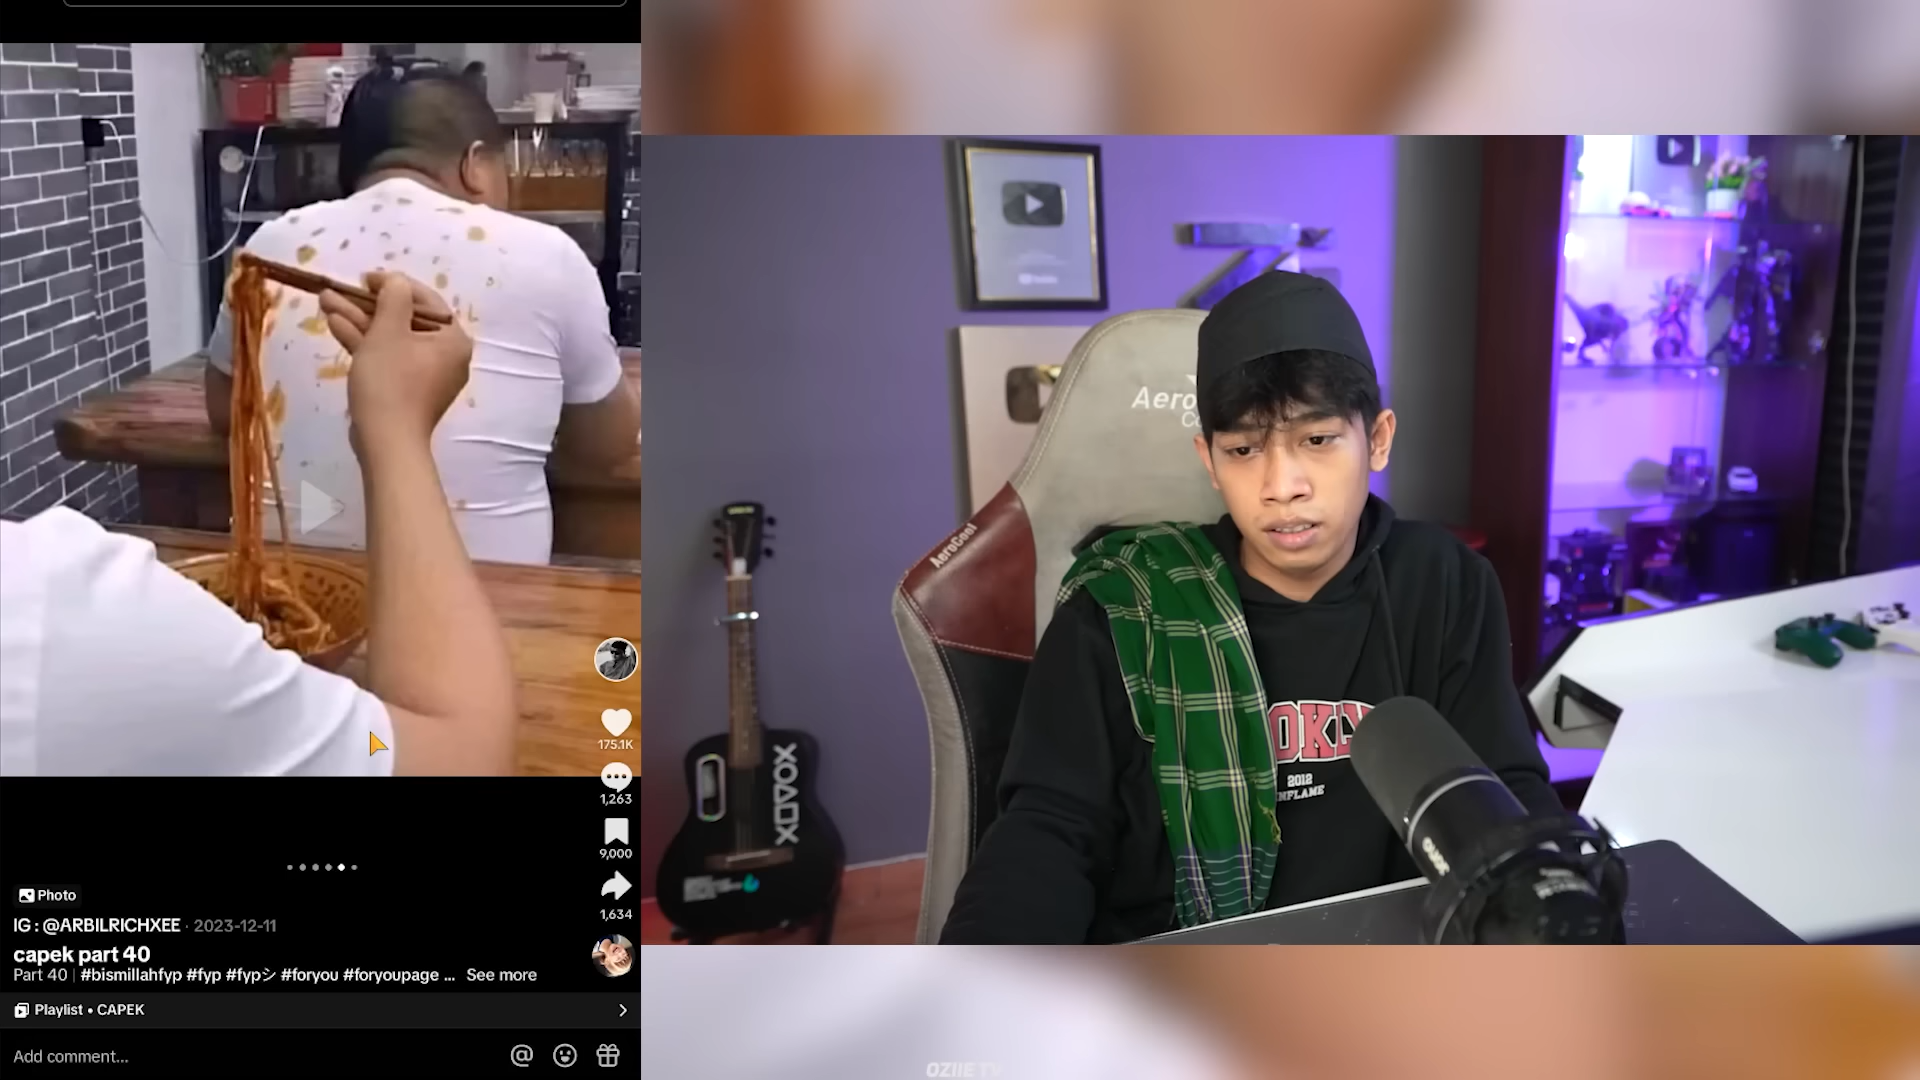 175.1K
1,263
9,000
1,634
Photo
IG : @ARBILRICHXEE · 2023-12-11
capek part 40
Part 40 | #bismillahfyp #fyp #fypシ #foryou #foryoupage ... See more
Playlist • CAPEK
Add comment...
Aero
AeroCool
XOADOX
2012
OZIIE TV